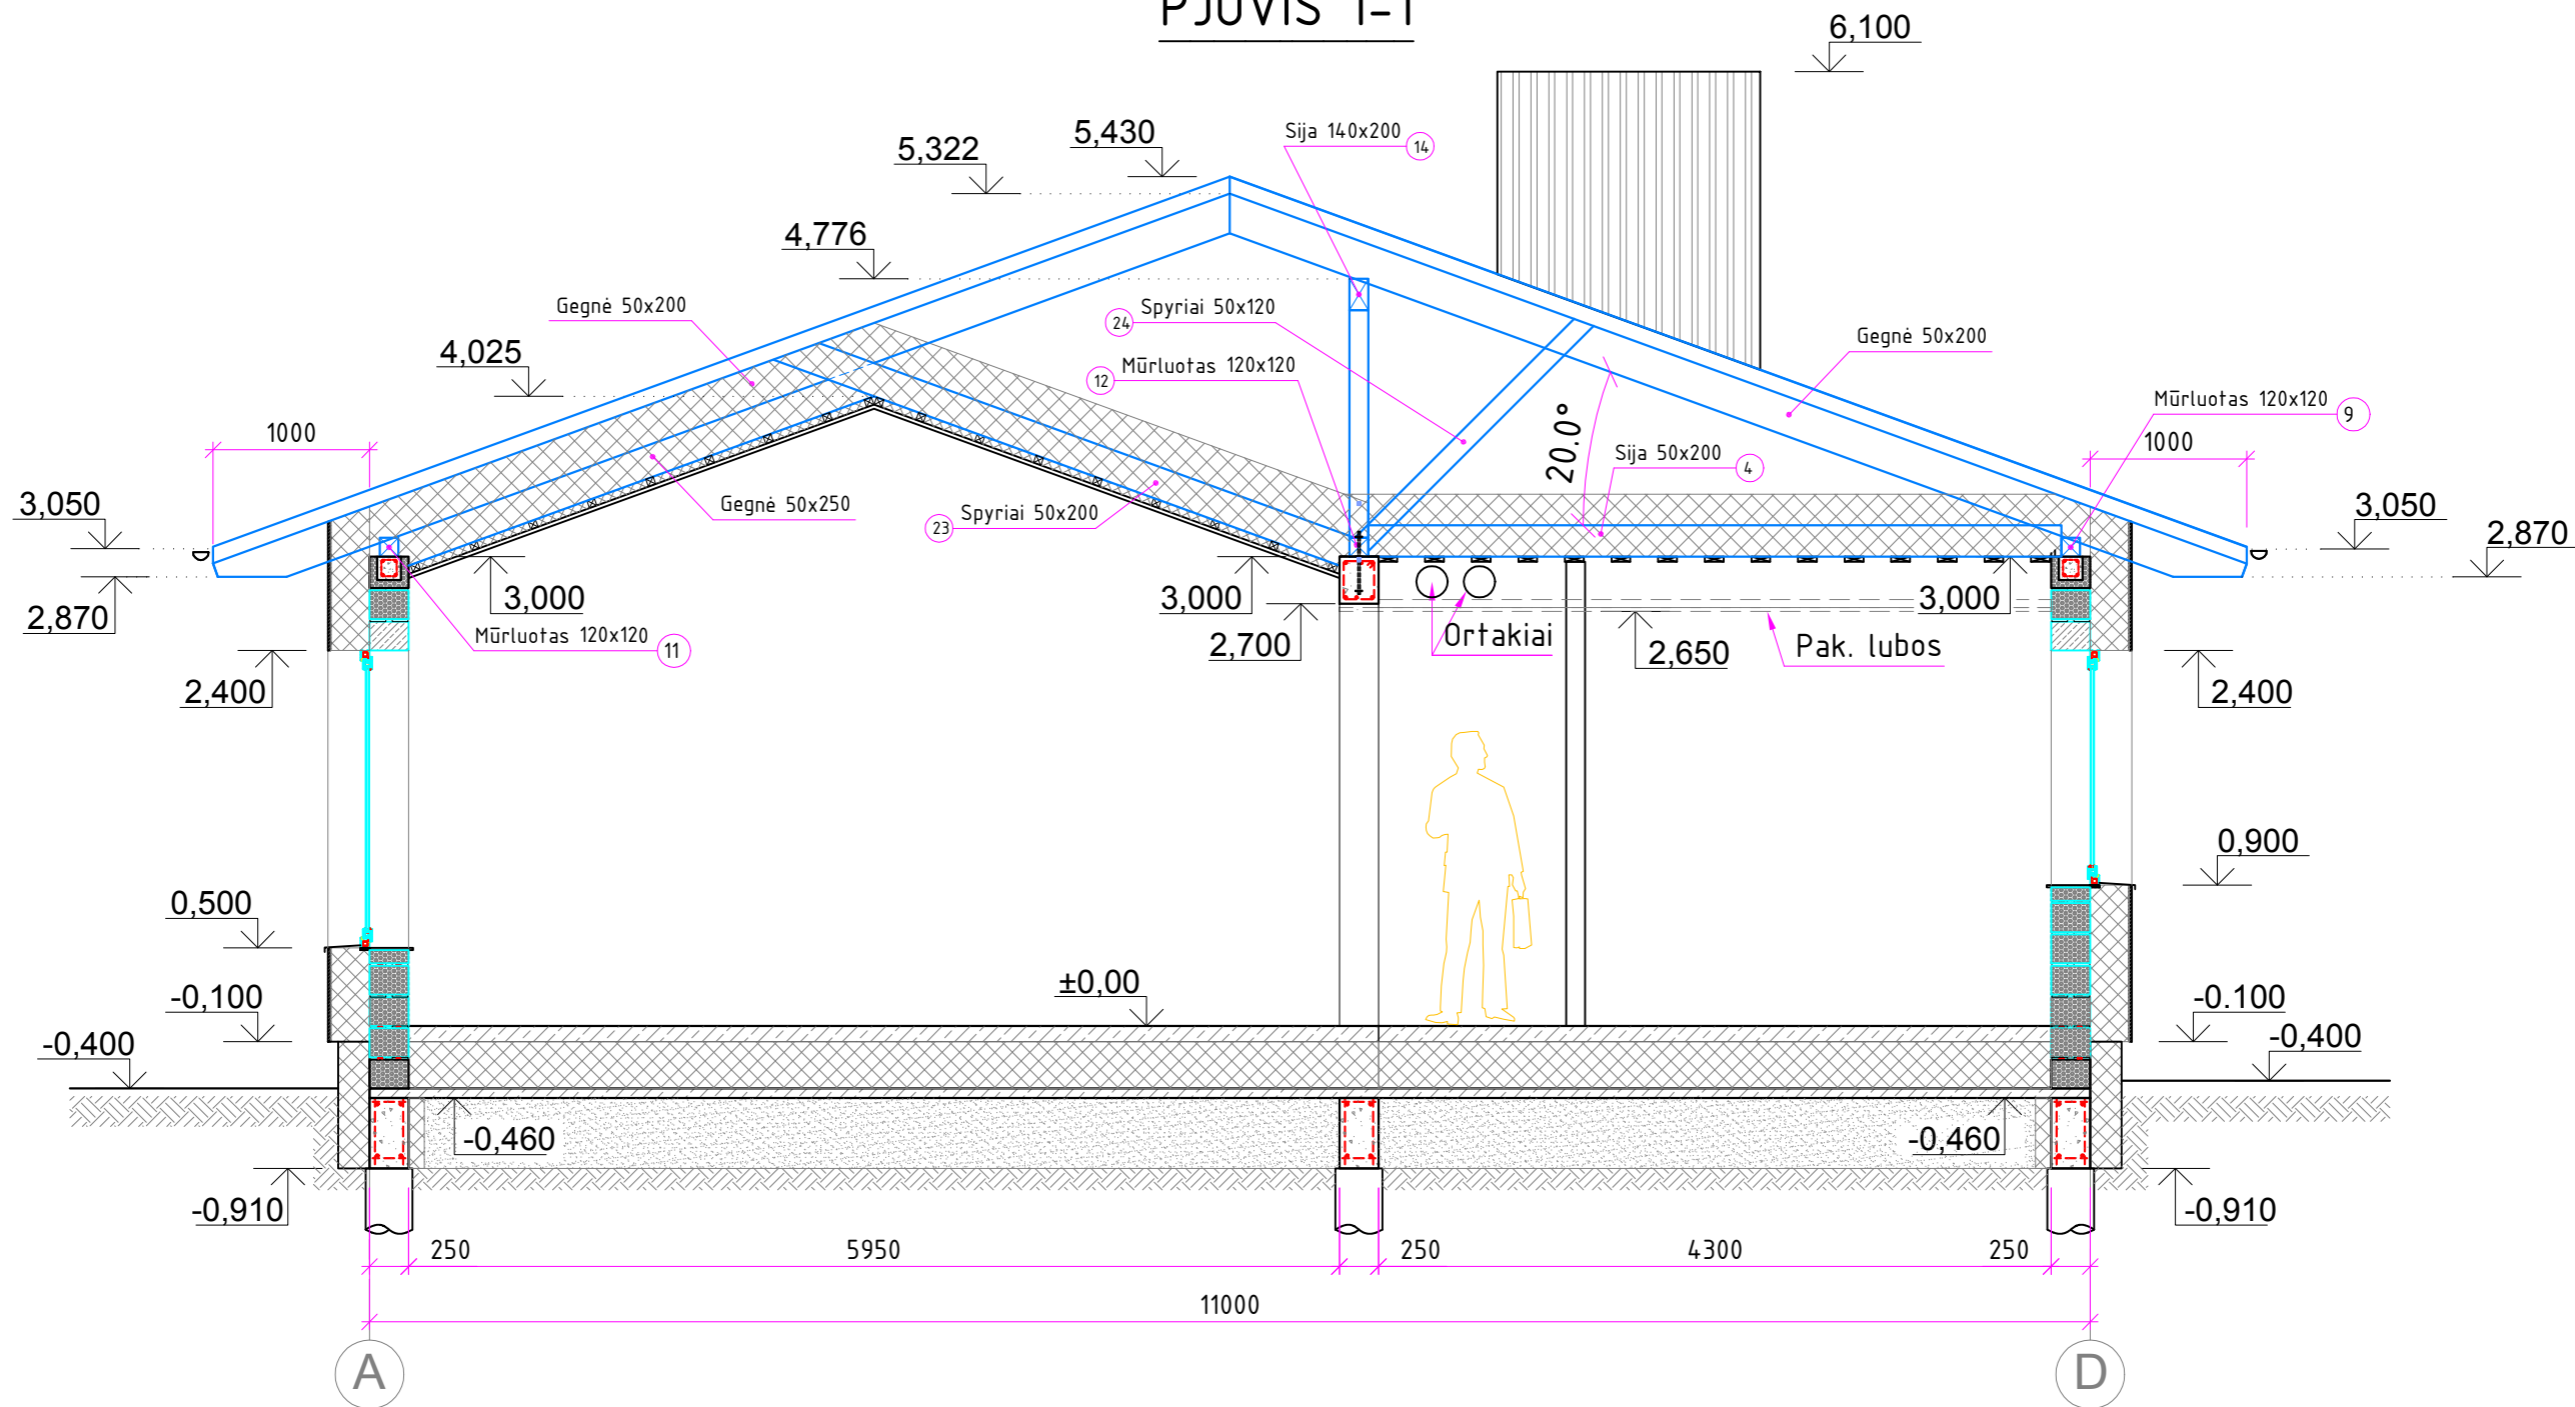 PJŪVIS 1-1
6,100
5,430
5,322
Sija 140x200 14
4,776
Gegnė 50x200
24 Spyriai 50x120
Gegnė 50x200
4,025
12 Mūrluotas 120x120
Mūrluotas 120x120 9
20.0°
1000
1000
Sija 50x200 4
3,050
Gegnė 50x250
23 Spyriai 50x200
3,050
2,870
2,870
3,000
3,000
3,000
Mūrluotas 120x120 11
2,700
Ortakiai
2,650
Pak. lubos
2,400
2,400
0,900
0,500
±0,00
-0,100
-0.100
-0,400
-0,400
-0,460
-0,460
-0,910
-0,910
250
5950
250
4300
250
11000
A
D